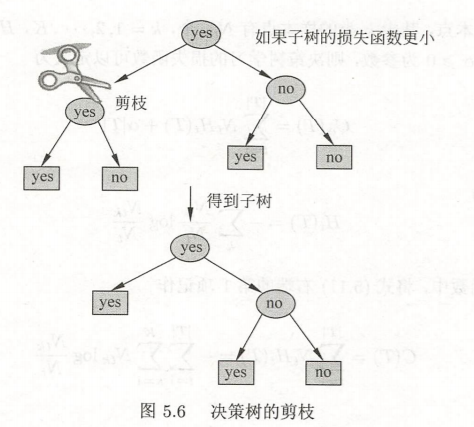 yes
如果子树的损失函数更小
剪枝
yes
no
yes
no
yes
no
得到子树
yes
yes
no
yes
no
图 5.6 决策树的剪枝